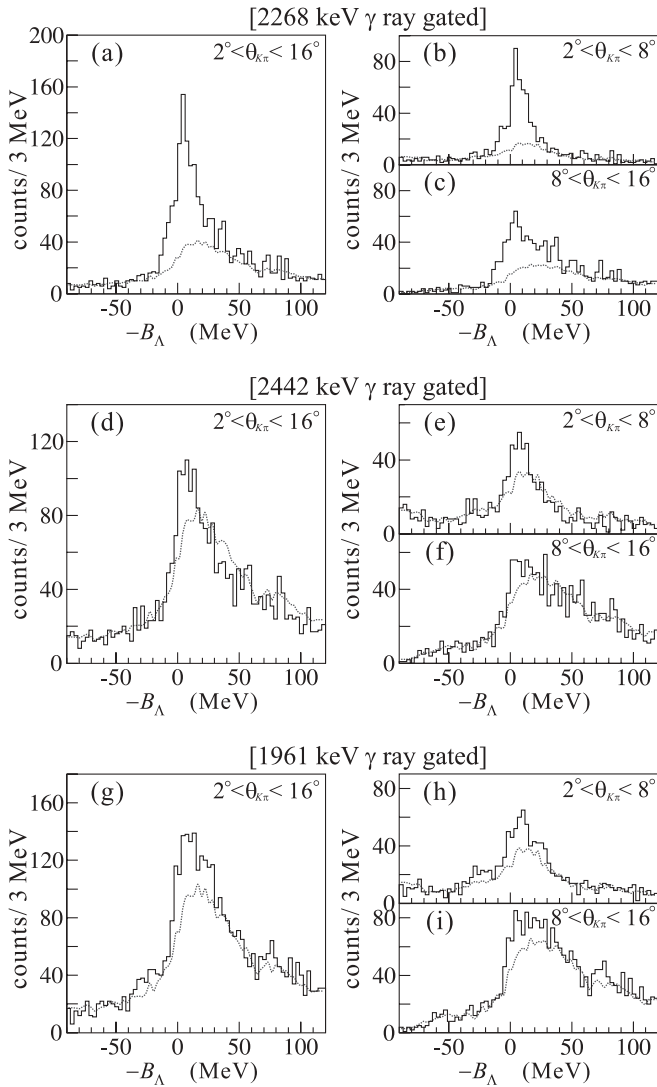 [2268 keV γ ray gated]
(a) 2°<θKπ< 16°
200
160
120
80
40
0
counts/ 3 MeV
-50 0 50 100
−BΛ (MeV)
(b) 2°<θKπ< 8°
80
40
0
counts/ 3 MeV
(c) 8°<θKπ< 16°
80
40
0
-50 0 50 100
−BΛ (MeV)
[2442 keV γ ray gated]
(d) 2°<θKπ< 16°
120
80
40
0
counts/ 3 MeV
-50 0 50 100
−BΛ (MeV)
(e) 2°<θKπ< 8°
40
0
counts/ 3 MeV
(f) 8°<θKπ< 16°
40
0
-50 0 50 100
−BΛ (MeV)
[1961 keV γ ray gated]
(g) 2°<θKπ< 16°
160
120
80
40
0
counts/ 3 MeV
-50 0 50 100
−BΛ (MeV)
(h) 2°<θKπ< 8°
80
40
0
counts/ 3 MeV
(i) 8°<θKπ< 16°
80
40
0
-50 0 50 100
−BΛ (MeV)